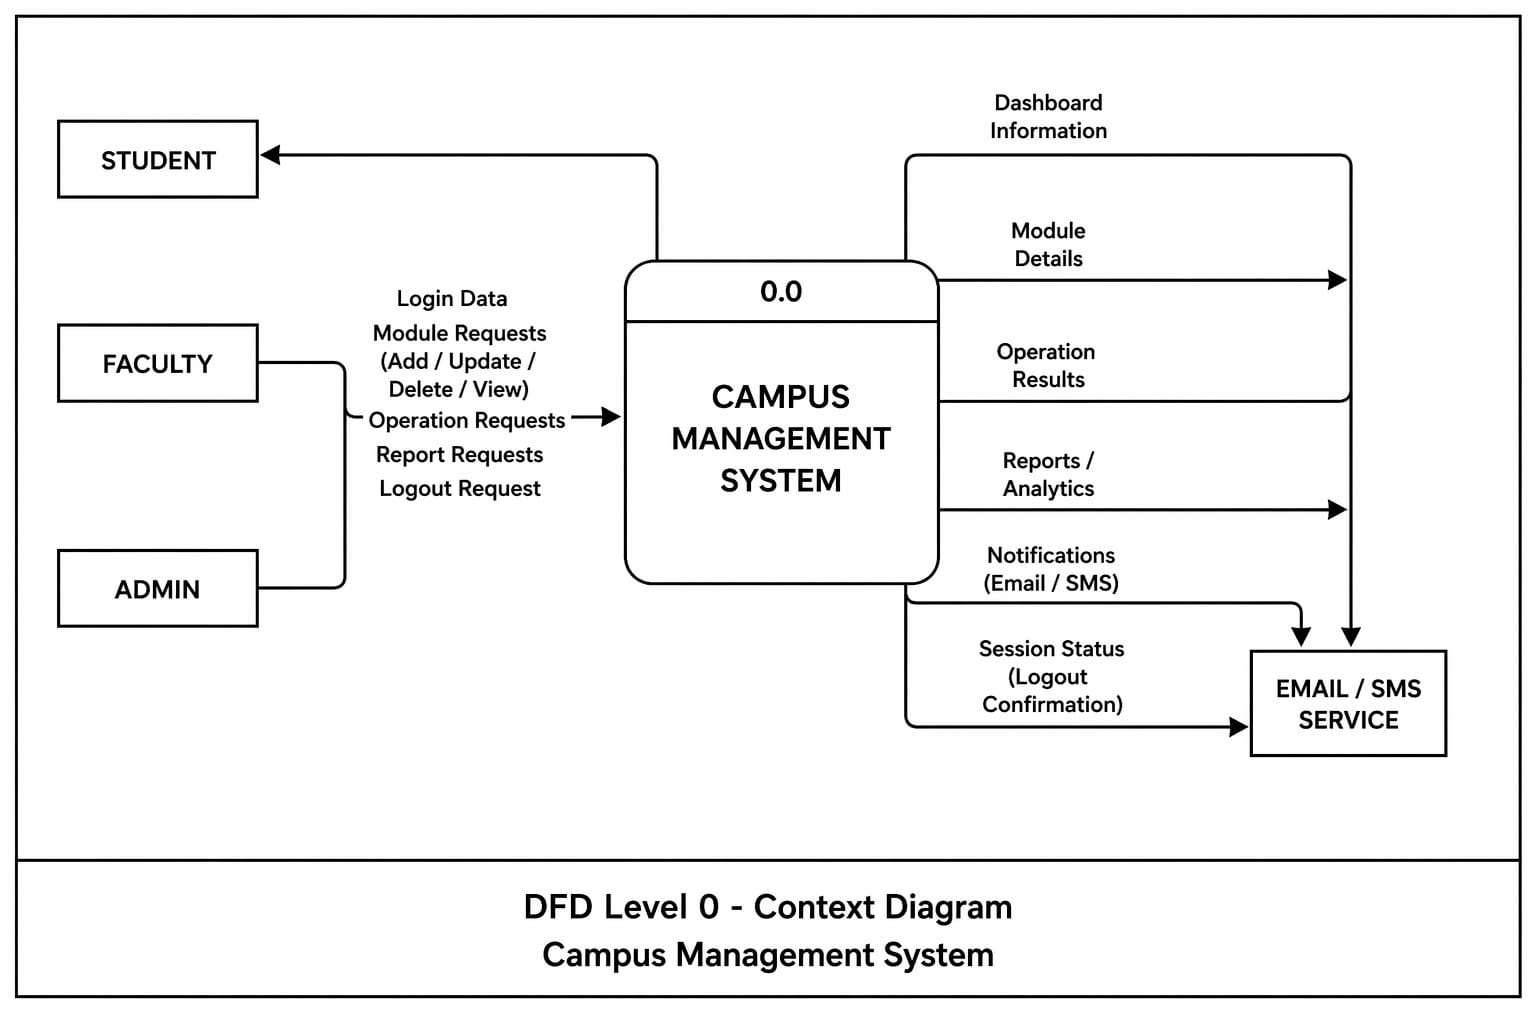 Dashboard
Information
STUDENT
Module
Details
0.0
Login Data
Module Requests
(Add / Update /
Delete / View)
Operation Requests
Report Requests
Logout Request
FACULTY
Operation
Results
CAMPUS
MANAGEMENT
SYSTEM
Reports /
Analytics
Notifications
(Email / SMS)
ADMIN
Session Status
(Logout
Confirmation)
EMAIL / SMS
SERVICE
DFD Level 0 - Context Diagram
Campus Management System